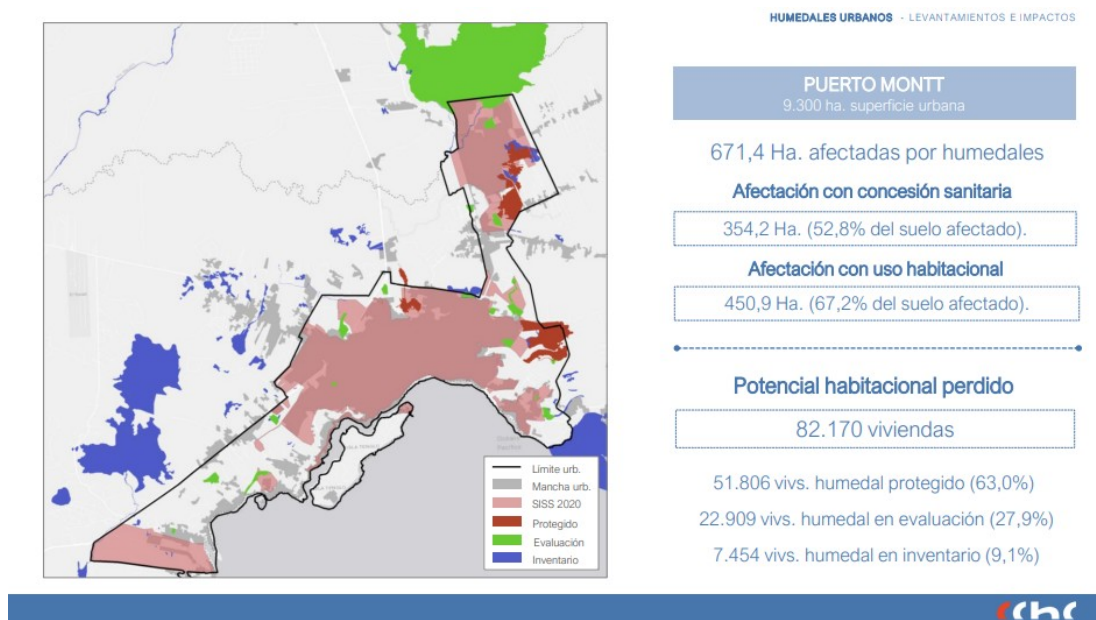 HUMEDALES URBANOS - LEVANTAMIENTOS E IMPACTOS
PUERTO MONTT
9.300 ha. superficie urbana
671,4 Ha. afectadas por humedales
Afectación con concesión sanitaria
354,2 Ha. (52,8% del suelo afectado).
Afectación con uso habitacional
450,9 Ha. (67,2% del suelo afectado).
Potencial habitacional perdido
82.170 viviendas
51.806 vivs. humedal protegido (63,0%)
22.909 vivs. humedal en evaluación (27,9%)
7.454 vivs. humedal en inventario (9,1%)
Límite urb.
Mancha urb.
SISS 2020
Protegido
Evaluación
Inventario